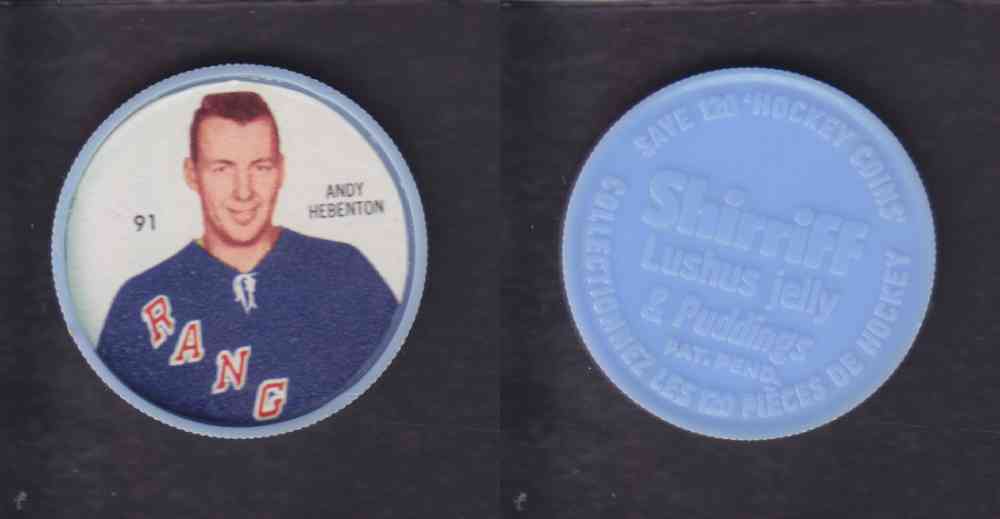 91
ANDY
HEBENTON
RANG
SAVE 120 'HOCKEY COINS'
Shirriff
Lushus jelly
& Puddings
PAT. PEND.
COLLECTIONNEZ LES 120 PIÈCES DE HOCKEY